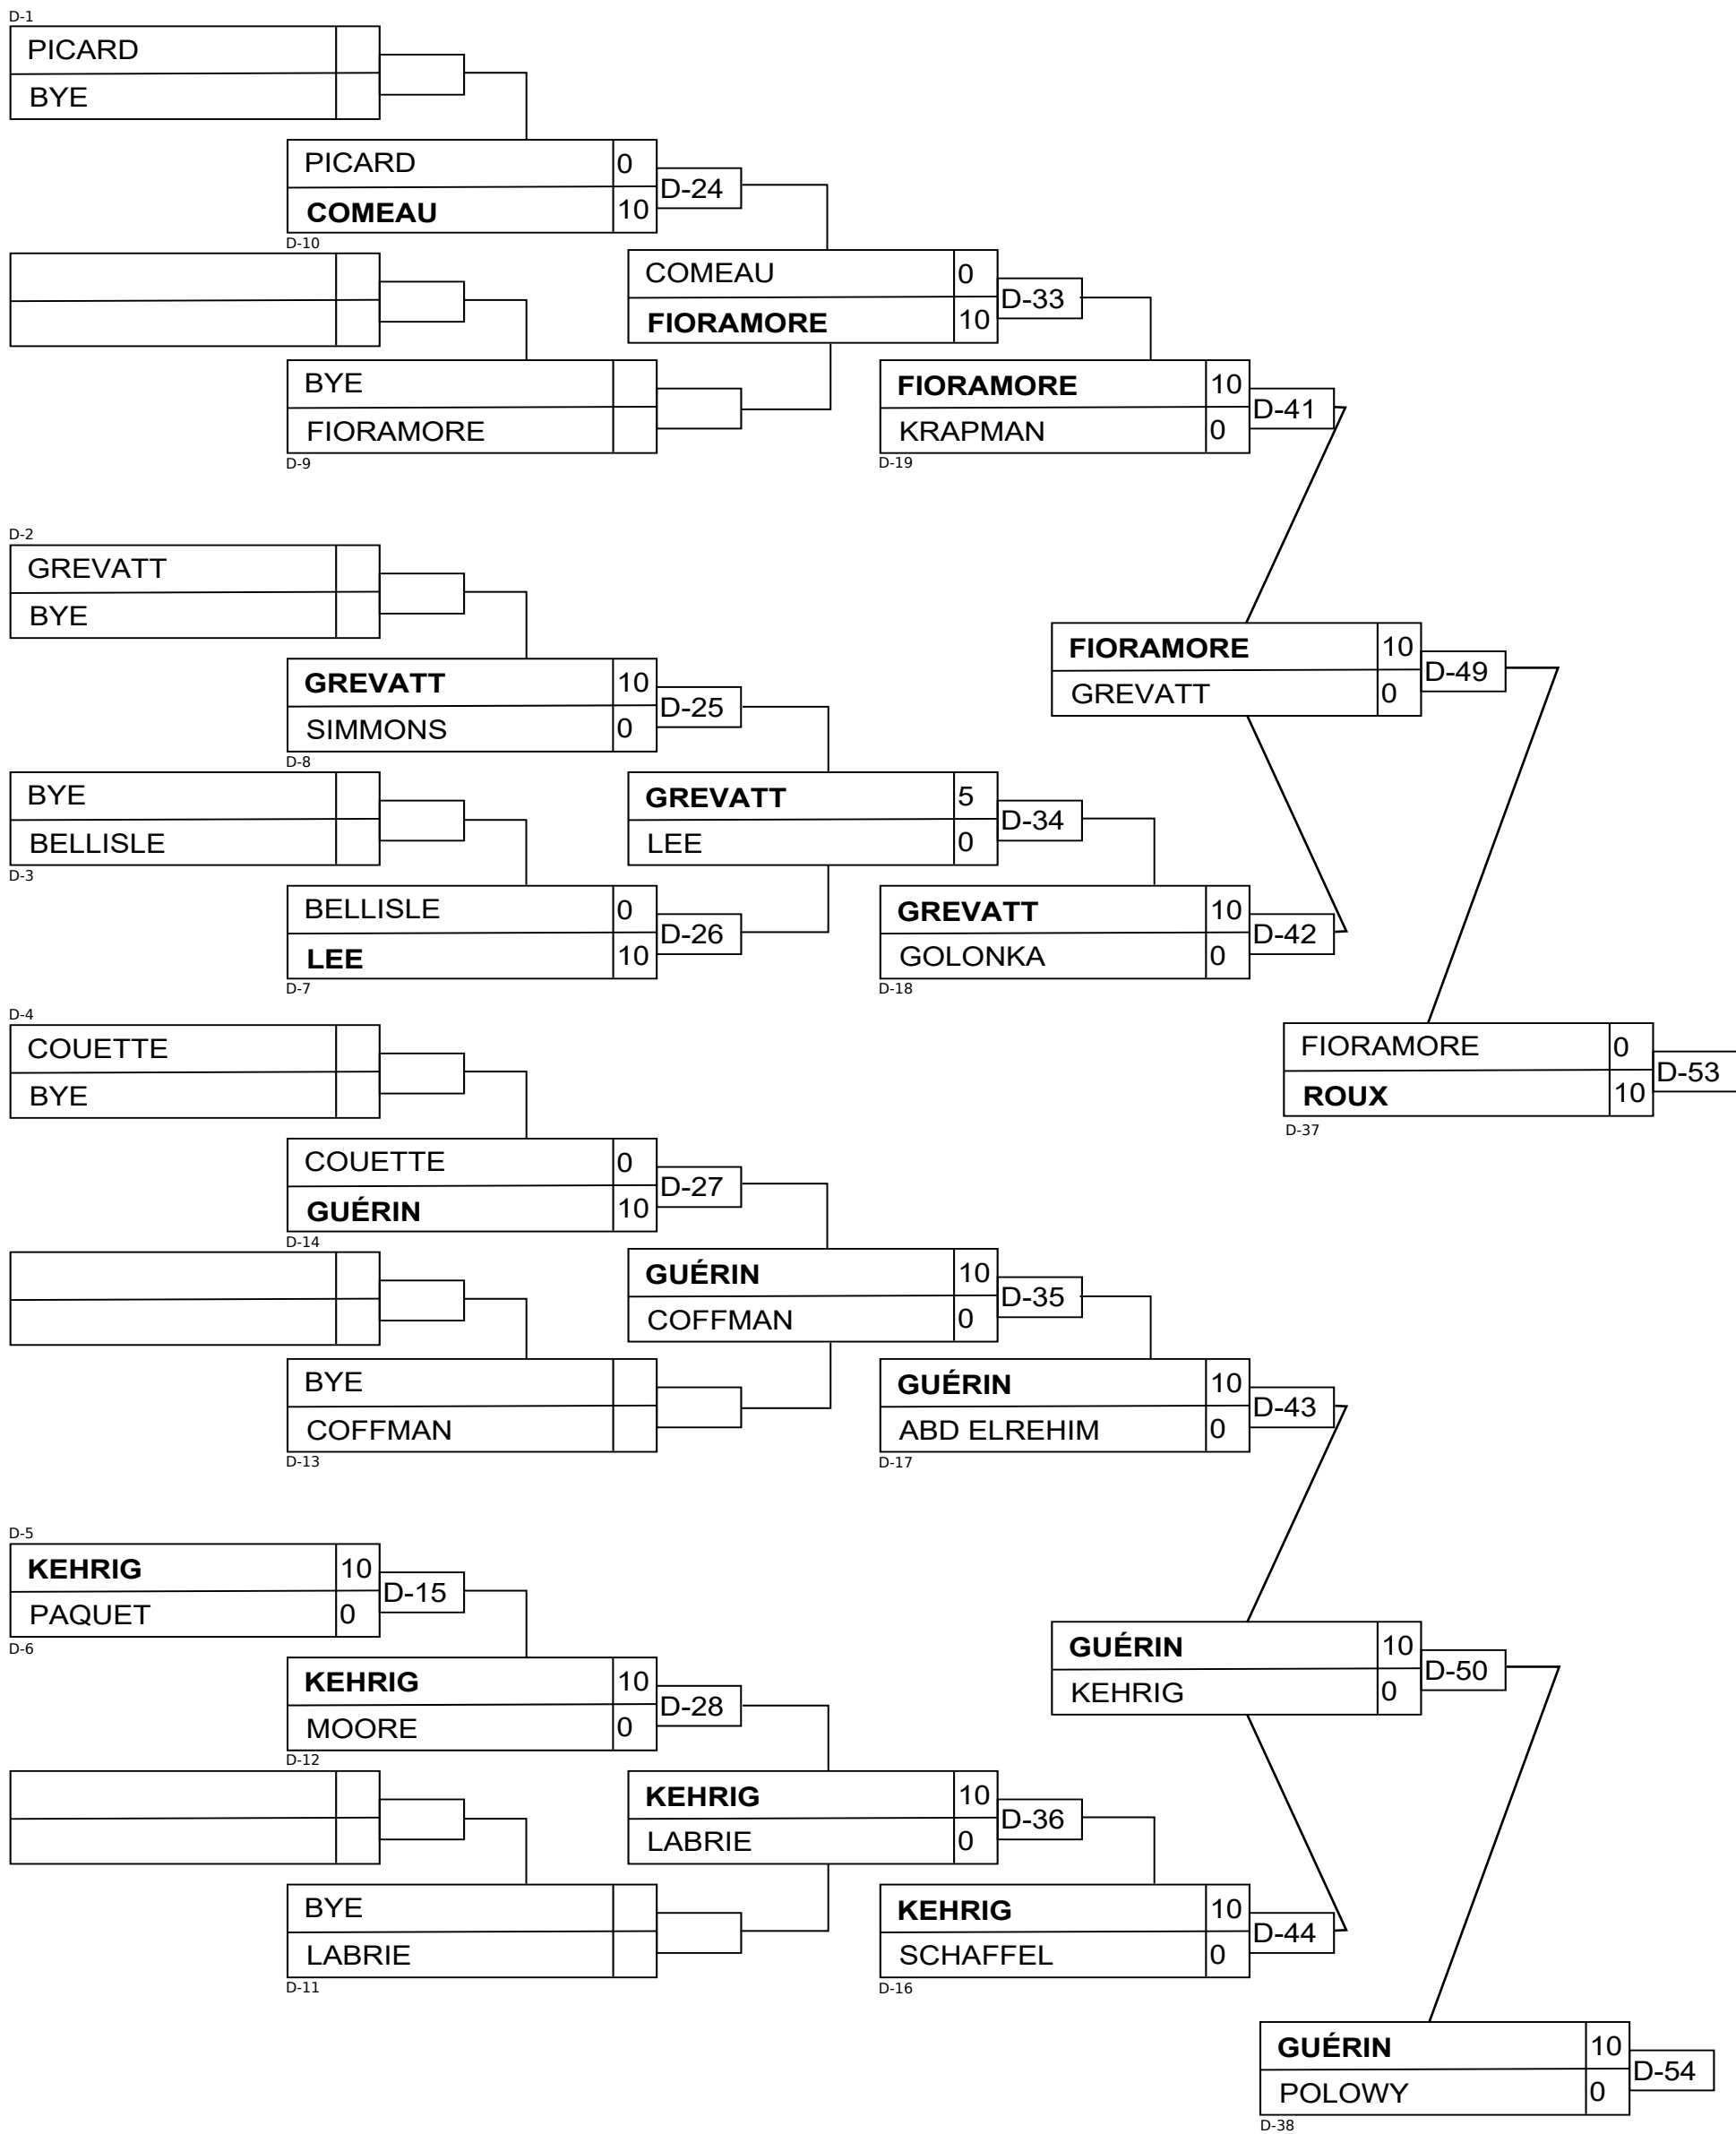 D-1
PICARD
BYE
PICARD 0
COMEAU 10
D-24
D-10
COMEAU 0
FIORAMORE 10
D-33
BYE
FIORAMORE
D-9
FIORAMORE 10
KRAPMAN 0
D-41
D-19
D-2
GREVATT
BYE
FIORAMORE 10
GREVATT 0
D-49
GREVATT 10
SIMMONS 0
D-25
D-8
BYE
BELLISLE
D-3
GREVATT 5
LEE 0
D-34
BELLISLE 0
LEE 10
D-26
D-7
GREVATT 10
GOLONKA 0
D-42
D-18
D-4
COUETTE
BYE
FIORAMORE 0
ROUX 10
D-53
D-37
COUETTE 0
GUÉRIN 10
D-27
D-14
GUÉRIN 10
COFFMAN 0
D-35
BYE
COFFMAN
D-13
GUÉRIN 10
ABD ELREHIM 0
D-43
D-17
D-5
KEHRIG 10
PAQUET 0
D-15
D-6
GUÉRIN 10
KEHRIG 0
D-50
KEHRIG 10
MOORE 0
D-28
D-12
KEHRIG 10
LABRIE 0
D-36
BYE
LABRIE
D-11
KEHRIG 10
SCHAFFEL 0
D-44
D-16
GUÉRIN 10
POLOWY 0
D-54
D-38